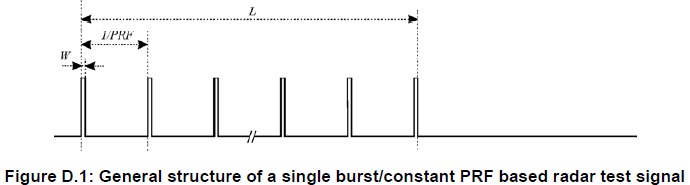 L
1/PRF
W
Figure D.1: General structure of a single burst/constant PRF based radar test signal